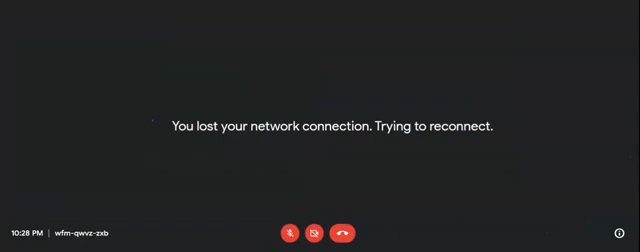 You lost your network connection. Trying to reconnect.
10:28 PM | wfm-qwvz-zxb